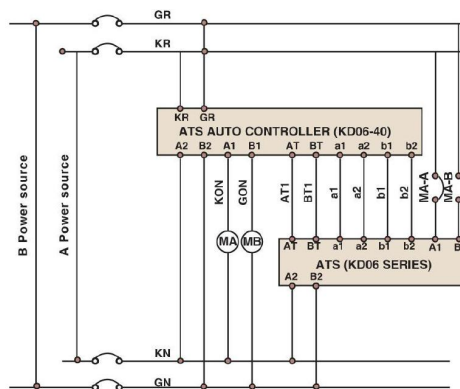 GR
KR
KR GR
ATS AUTO CONTROLLER (KD06-40)
A2 B2 A1 B1 AT BT a1 a2 b1 b2
B Power source
A Power source
KON
GON
AT1
BT1
a1
a2
b1
b2
MA-A
MA-B
MA MB
AT BT a1 a2 b1 b2 A1
ATS (KD06 SERIES)
A2 B2
KN
GN